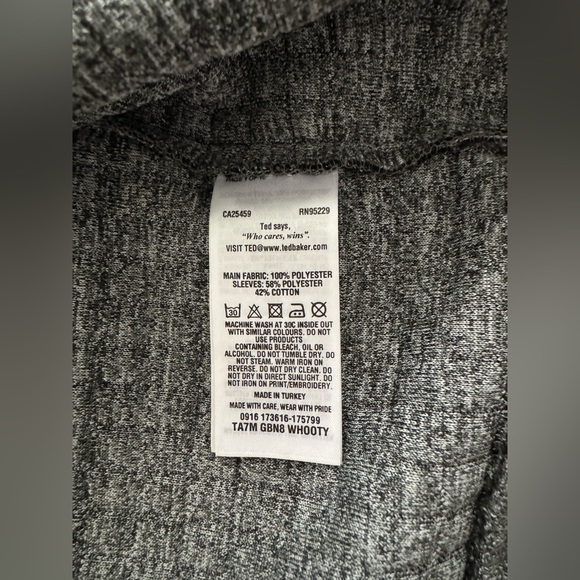 CA25459 RN95229
Ted says,
"Who cares, wins".
VISIT TED@www.tedbaker.com
MAIN FABRIC: 100% POLYESTER
SLEEVES: 58% POLYESTER
42% COTTON
30
MACHINE WASH AT 30C INSIDE OUT
WITH SIMILAR COLOURS. DO NOT
USE PRODUCTS
CONTAINING BLEACH, OIL OR
ALCOHOL. DO NOT TUMBLE DRY. DO
NOT STEAM. WARM IRON ON
REVERSE. DO NOT DRY CLEAN. DO
NOT DRY IN DIRECT SUNLIGHT. DO
NOT IRON ON PRINT/EMBROIDERY.
MADE IN TURKEY
MADE WITH CARE, WEAR WITH PRIDE
0916 173616-175799
TA7M GBN8 WHOOTY